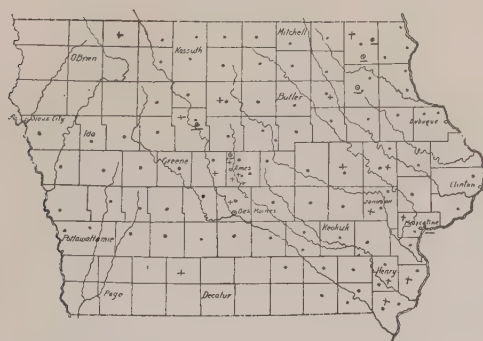 Mitchell
Kossuth
O'Brien
Butler
Sioux City
Dubuque
Ida
Greene
Ames
Clinton
Johnson
Des Moines
Muscatine
Keokuk
Pottawattamie
Henry
Page
Decatur